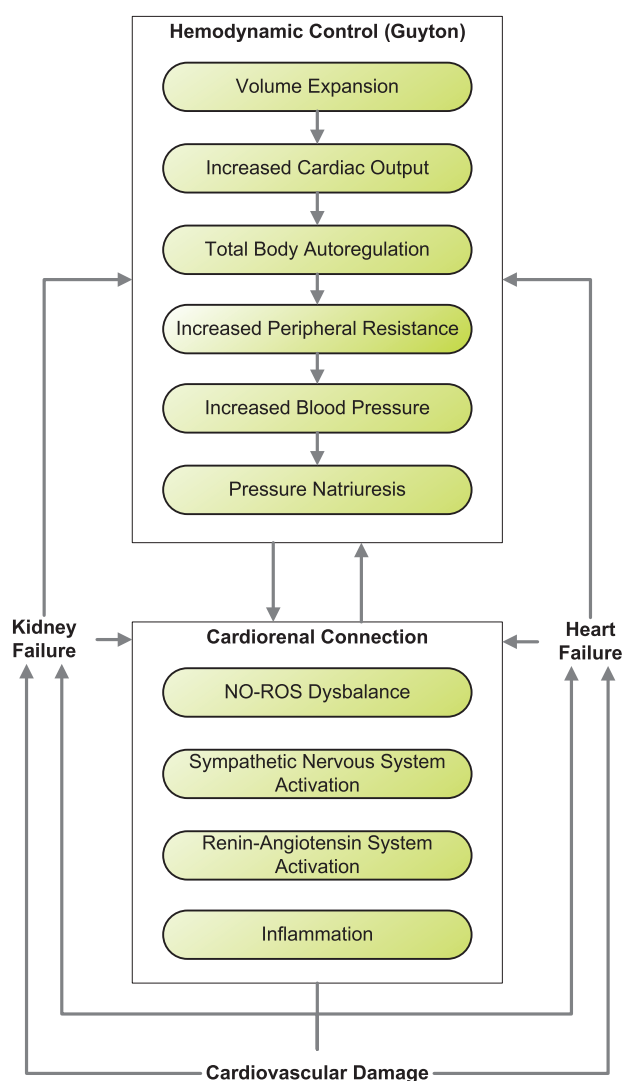 Hemodynamic Control (Guyton)
Volume Expansion
Increased Cardiac Output
Total Body Autoregulation
Increased Peripheral Resistance
Increased Blood Pressure
Pressure Natriuresis
Kidney
Failure
Cardiorenal Connection
Heart
Failure
NO-ROS Dysbalance
Sympathetic Nervous System
Activation
Renin-Angiotensin System
Activation
Inflammation
Cardiovascular Damage